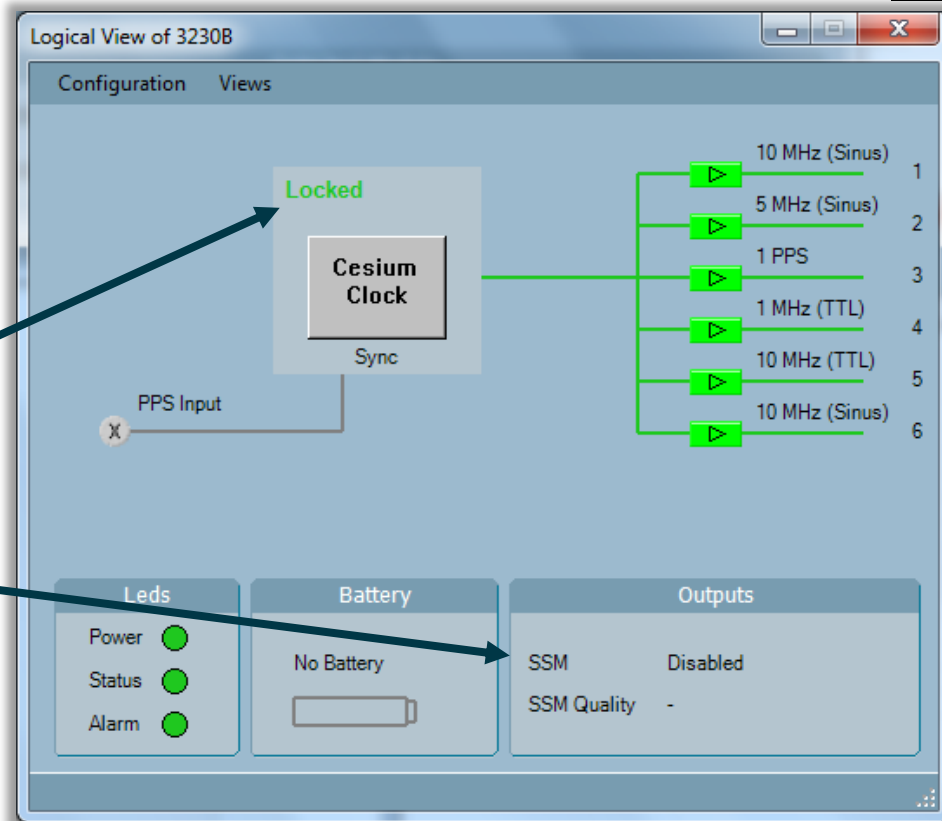 Logical View of 3230B
Configuration Views
Locked
Cesium
Clock
Sync
PPS Input
X
10 MHz (Sinus) 1
5 MHz (Sinus) 2
1 PPS 3
1 MHz (TTL) 4
10 MHz (TTL) 5
10 MHz (Sinus) 6
Leds
Power
Status
Alarm
Battery
No Battery
Outputs
SSM Disabled
SSM Quality -